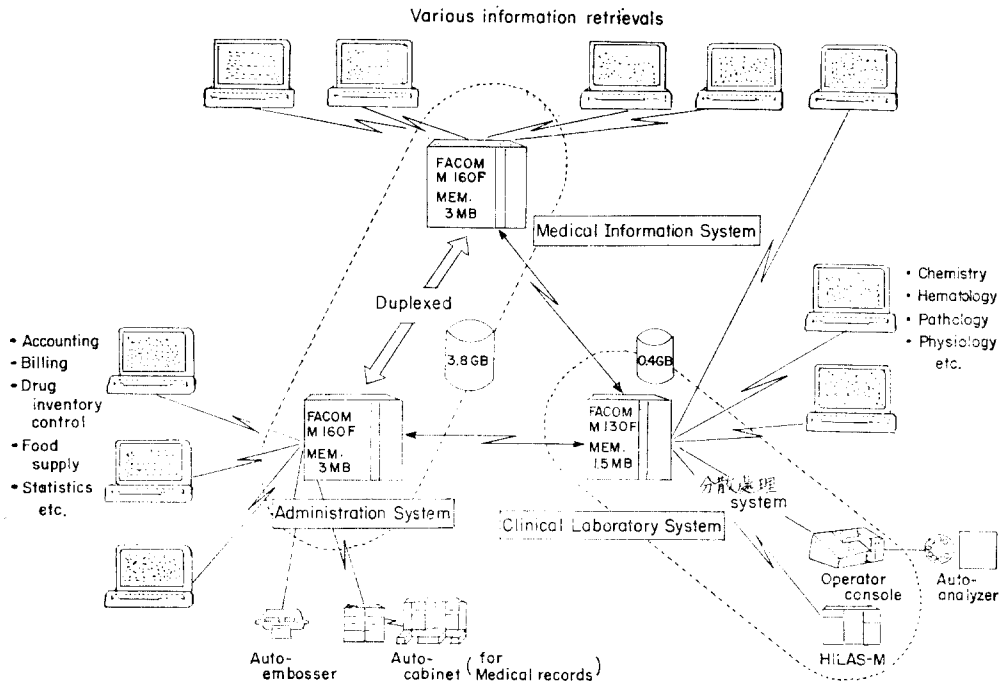 Various information retrievals
FACOM
M 160F
MEM.
3 MB
Medical Information System
Duplexed
3.8GB
0.4GB
• Chemistry
• Hematology
• Pathology
• Physiology
etc.
• Accounting
• Billing
• Drug
inventory
control
• Food
supply
• Statistics
etc.
FACOM
M 160F
MEM.
3 MB
Administration System
FACOM
M 130F
MEM.
1.5 MB
Clinical Laboratory System
分散處理
system
Operator
console
Auto-
analyzer
HILAS-M
Auto-
embosser
Auto-
cabinet
(for
Medical records)